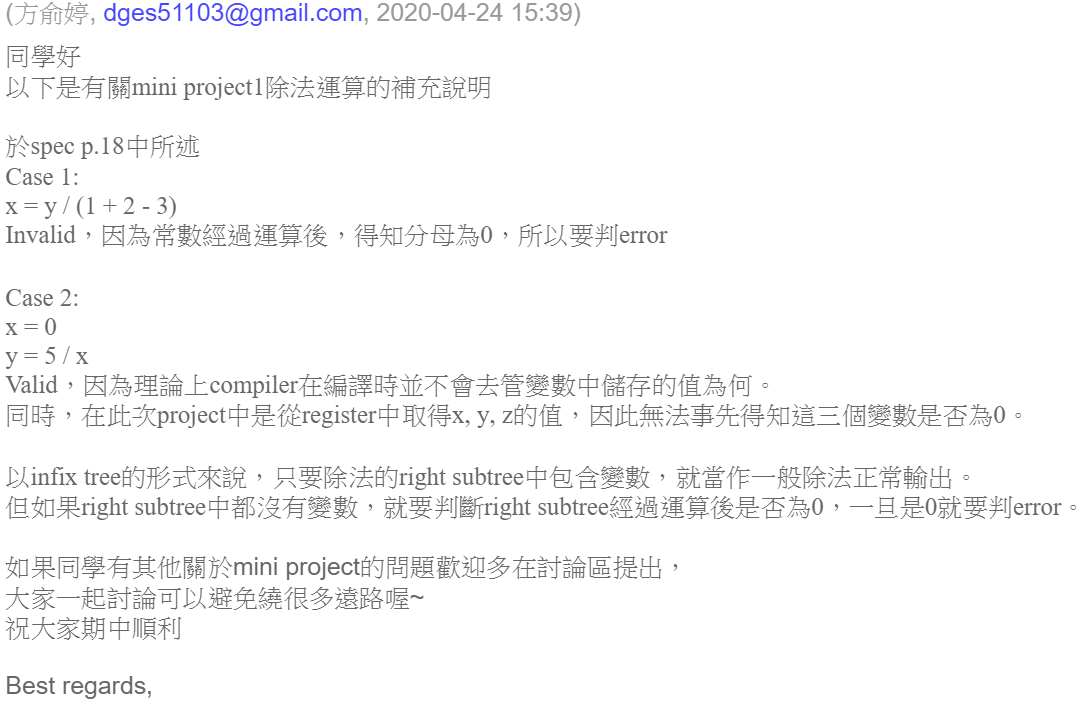 (方俞婷, dges51103@gmail.com, 2020-04-24 15:39)
同學好
以下是有關mini project1除法運算的補充說明
於spec p.18中所述
Case 1:
x = y / (1 + 2 - 3)
Invalid，因為常數經過運算後，得知分母為0，所以要判error
Case 2:
x = 0
y = 5 / x
Valid，因為理論上compiler在編譯時並不會去管變數中儲存的值為何。
同時，在此次project中是從register中取得x, y, z的值，因此無法事先得知這三個變數是否為0。
以infix tree的形式來說，只要除法的right subtree中包含變數，就當作一般除法正常輸出。
但如果right subtree中都沒有變數，就要判斷right subtree經過運算後是否為0，一旦是0就要判error。
如果同學有其他關於mini project的問題歡迎多在討論區提出，
大家一起討論可以避免繞很多遠路喔~
祝大家期中順利
Best regards,